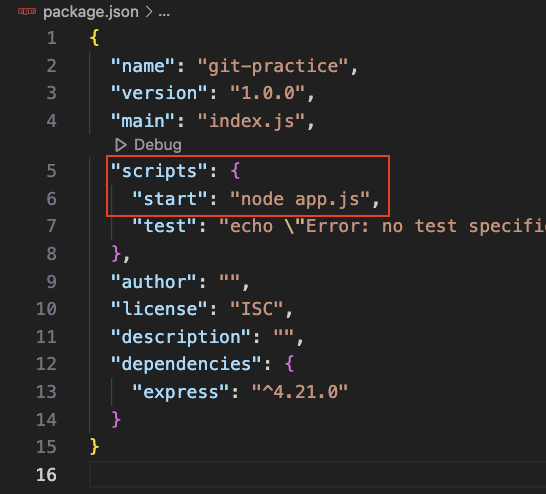 package.json > ...
1 {
2 "name": "git-practice",
3 "version": "1.0.0",
4 "main": "index.js",
Debug
5 "scripts": {
6 "start": "node app.js",
7 "test": "echo \"Error: no test specifi
8 },
9 "author": "",
10 "license": "ISC",
11 "description": "",
12 "dependencies": {
13 "express": "^4.21.0"
14 }
15 }
16